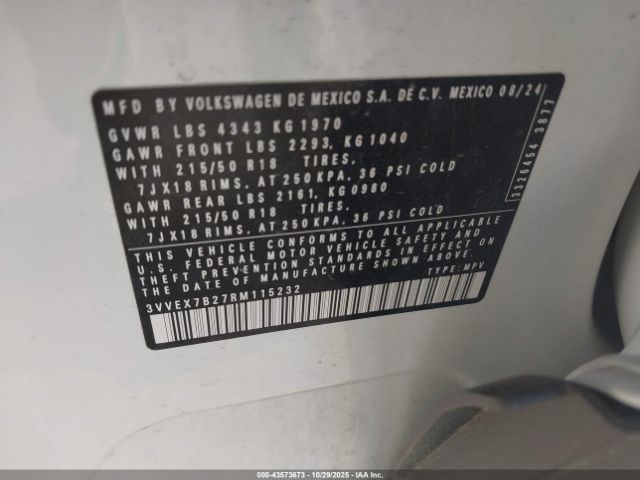 MFD BY VOLKSWAGEN DE MEXICO S.A. DE C.V. MEXICO 08/24
GVWR LBS 4343 KG 1970
GAWR FRONT LBS 2293, KG 1040
WITH 215/50 R18 TIRES.
7JX18 RIMS, AT 250 KPA, 36 PSI COLD
GAWR REAR LBS 2161, KG 0980
WITH 215/50 R18 TIRES.
7JX18 RIMS, AT 250 KPA, 36 PSI COLD
THIS VEHICLE CONFORMS TO ALL APPLICABLE
U.S. FEDERAL MOTOR VEHICLE SAFETY AND
THEFT PREVENTION STANDARDS IN EFFECT ON
THE DATE OF MANUFACTURE SHOWN ABOVE.
3VVEX7B27RM115232 TYPE: MPV
3326454 3877
000-43573673 | 10/29/2025 | IAA Inc.